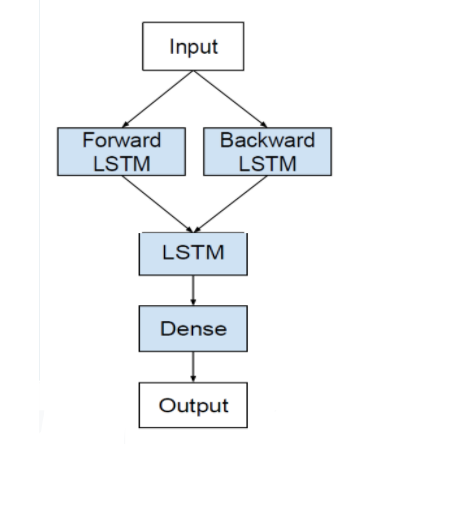 Input
Forward
LSTM
Backward
LSTM
LSTM
Dense
Output